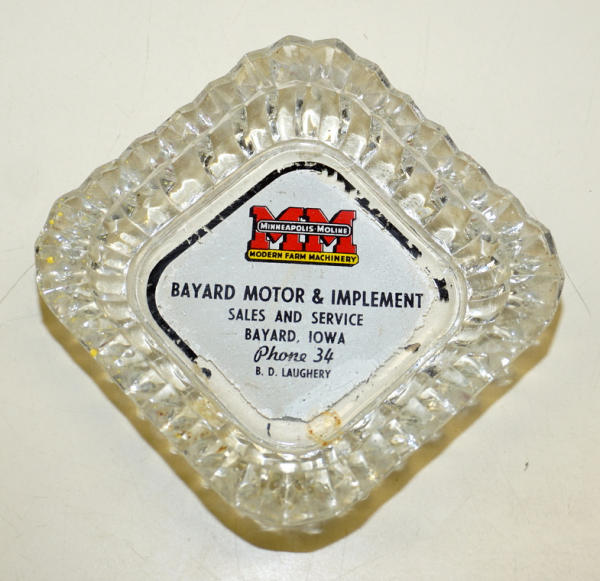 MM
MINNEAPOLIS-MOLINE
MODERN FARM MACHINERY
BAYARD MOTOR & IMPLEMENT
SALES AND SERVICE
BAYARD, IOWA
Phone 34
B. D. LAUGHERY